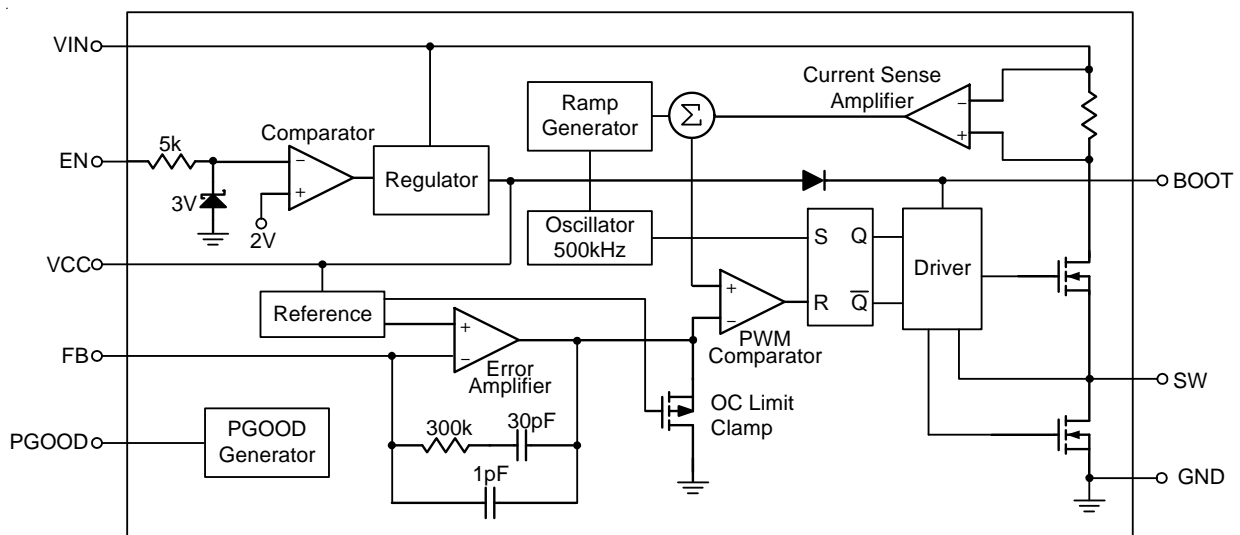 VIN
EN
VCC
FB
PGOOD
5k
3V
Comparator
−
+
2V
Regulator
Reference
PGOOD
Generator
+
−
Error
Amplifier
300k
30pF
1pF
Ramp
Generator
Σ
Oscillator
500kHz
Current Sense
Amplifier
−
+
+
−
PWM
Comparator
OC Limit
Clamp
S
Q
R
Q̅
Driver
BOOT
SW
GND